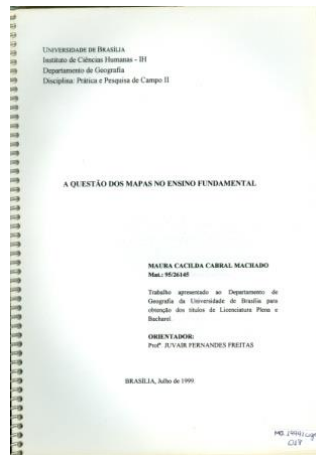 UNIVERSIDADE DE BRASÍLIA
Instituto de Ciências Humanas - IH
Departamento de Geografia
Disciplina: Prática e Pesquisa de Campo II
A QUESTÃO DOS MAPAS NO ENSINO FUNDAMENTAL
MAURA CACILDA CABRAL MACHADO
Mat.: 95/26145
Trabalho apresentado ao Departamento de
Geografia da Universidade de Brasília para
obtenção dos títulos de Licenciatura Plena e
Bacharel.
ORIENTADOR:
Profº JUVAIR FERNANDES FREITAS
BRASÍLIA, Julho de 1999